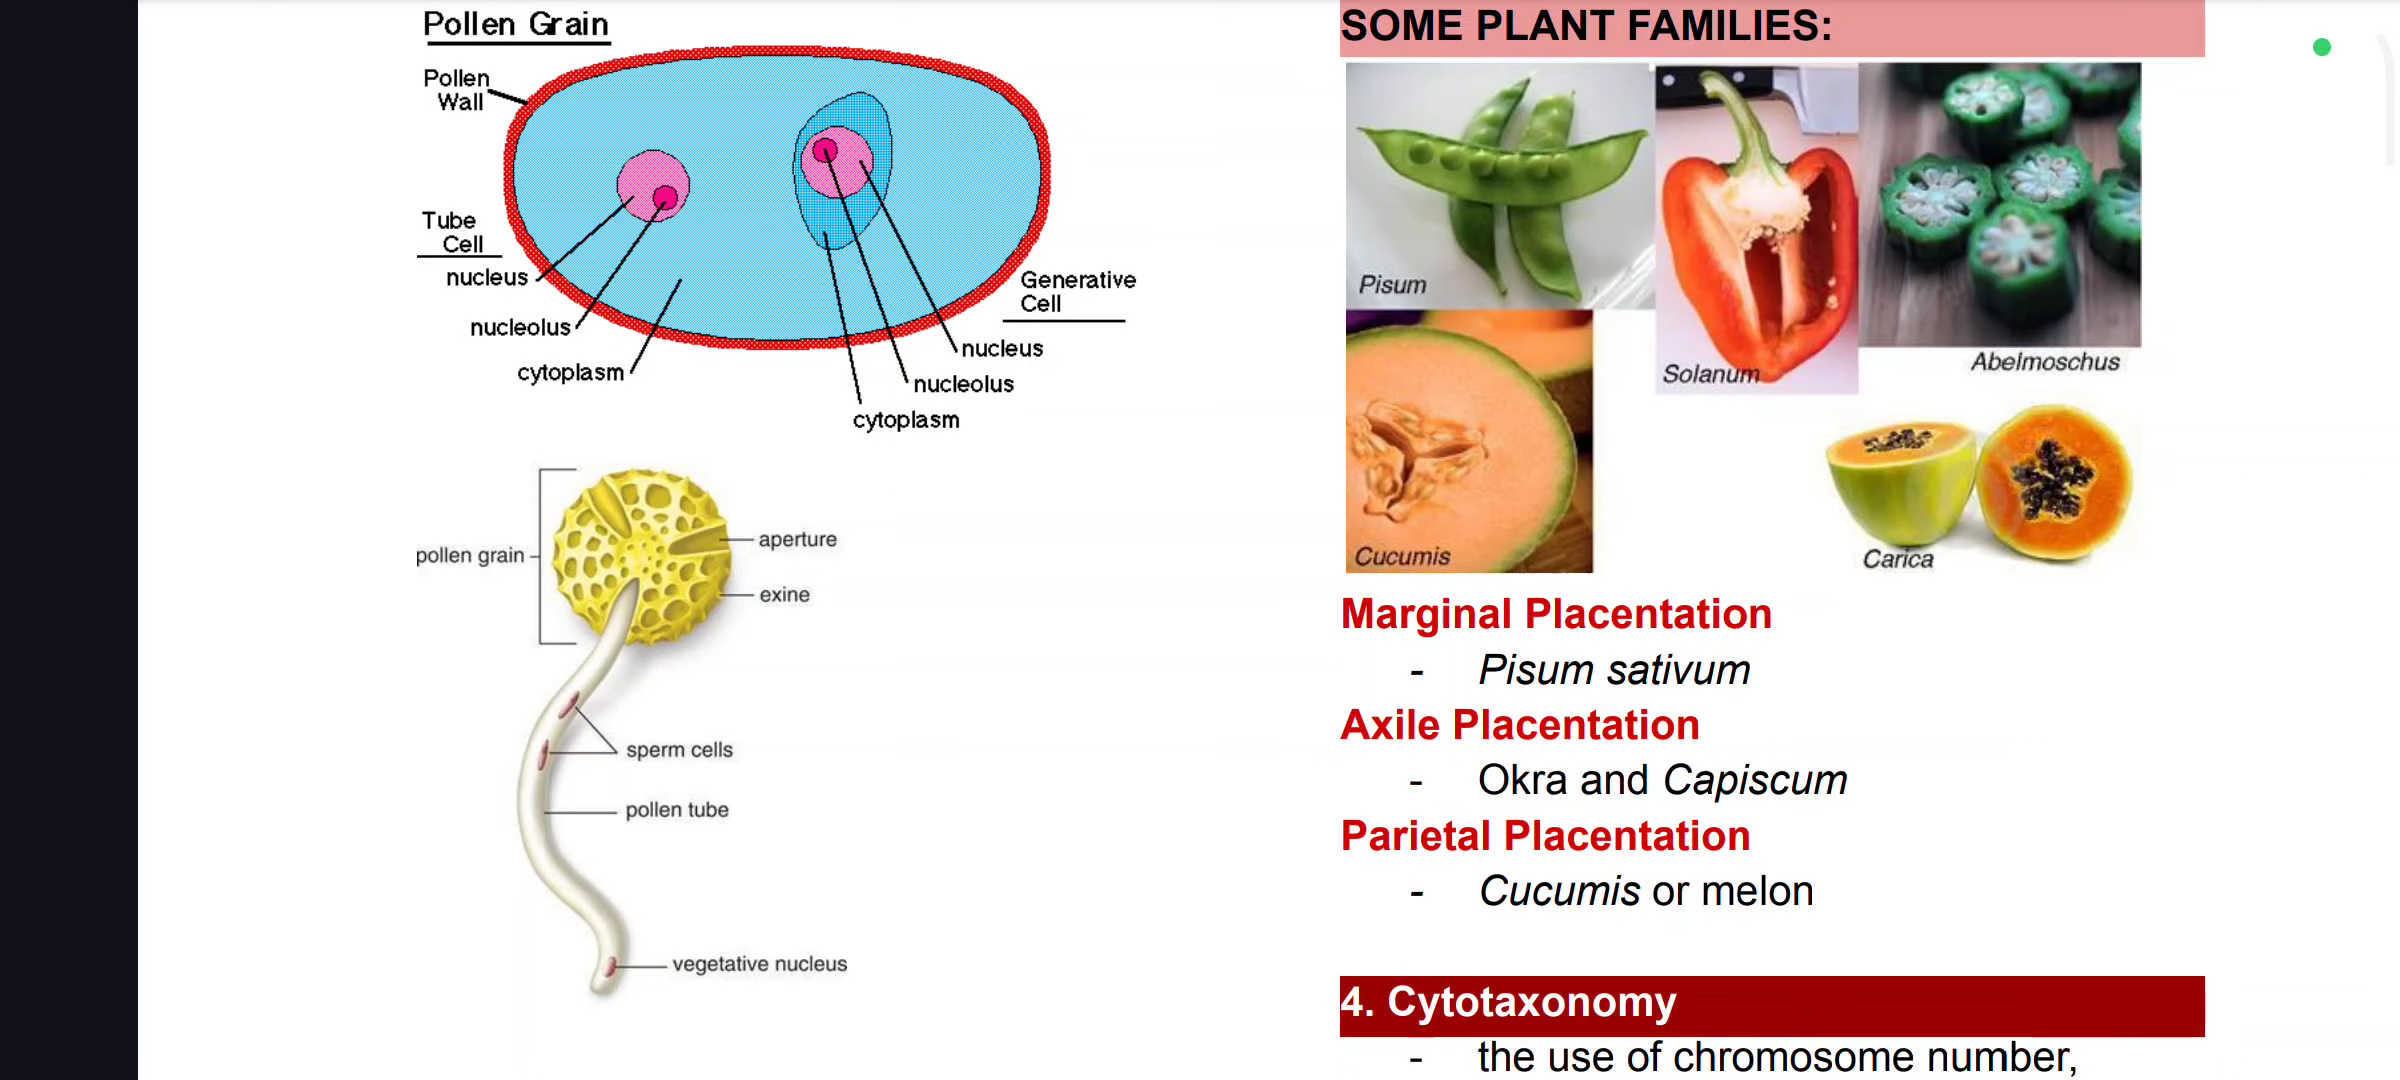 Pollen Grain
Pollen
Wall
Tube
Cell
nucleus
nucleolus
cytoplasm
Generative
Cell
nucleus
nucleolus
cytoplasm
pollen grain
aperture
exine
sperm cells
pollen tube
vegetative nucleus
SOME PLANT FAMILIES:
Pisum
Solanum
Abelmoschus
Cucumis
Carica
Marginal Placentation
- Pisum sativum
Axile Placentation
- Okra and Capiscum
Parietal Placentation
- Cucumis or melon
4. Cytotaxonomy
- the use of chromosome number,